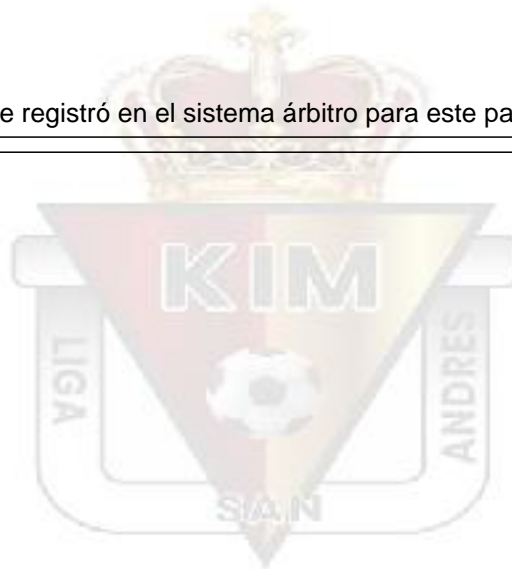 e registró en el sistema árbitro para este pa
KIM
LIGA
ANDRES
SAN